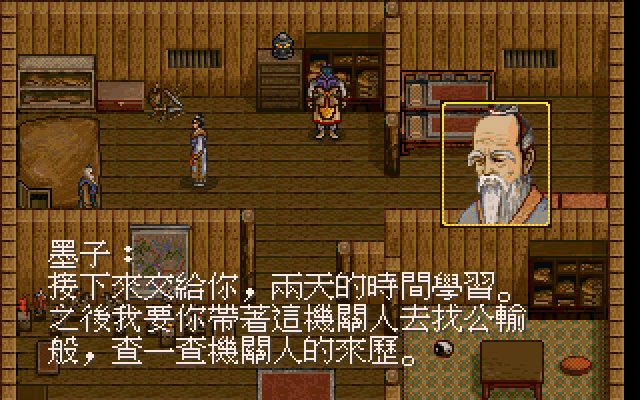 墨子：
接下來交給你，兩天的時間學習。
之後我要你帶著這機關人去找公輸
般，查一查機關人的來歷。